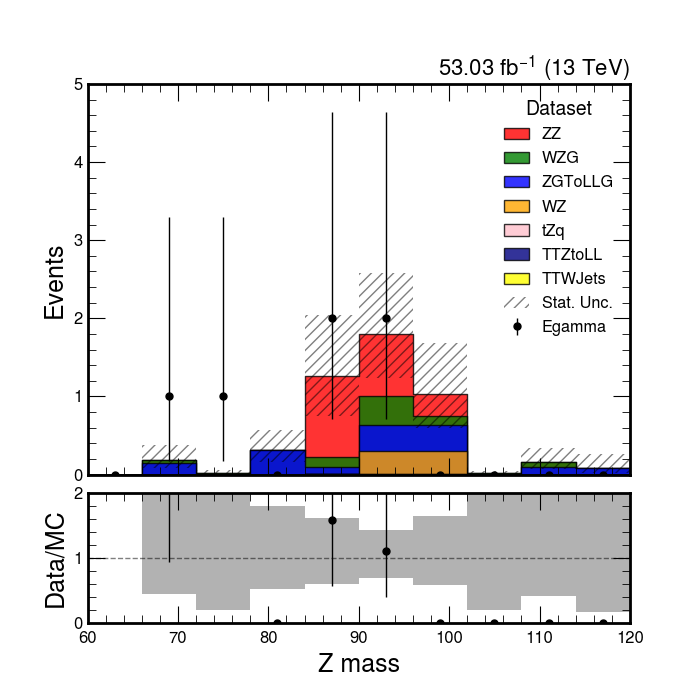 53.03 fb⁻¹ (13 TeV)
5
4
3
2
1
0
Events
Dataset
ZZ
WZG
ZGToLLG
WZ
tZq
TTZtoLL
TTWJets
Stat. Unc.
Egamma
2
1
0
Data/MC
60 70 80 90 100 110 120
Z mass